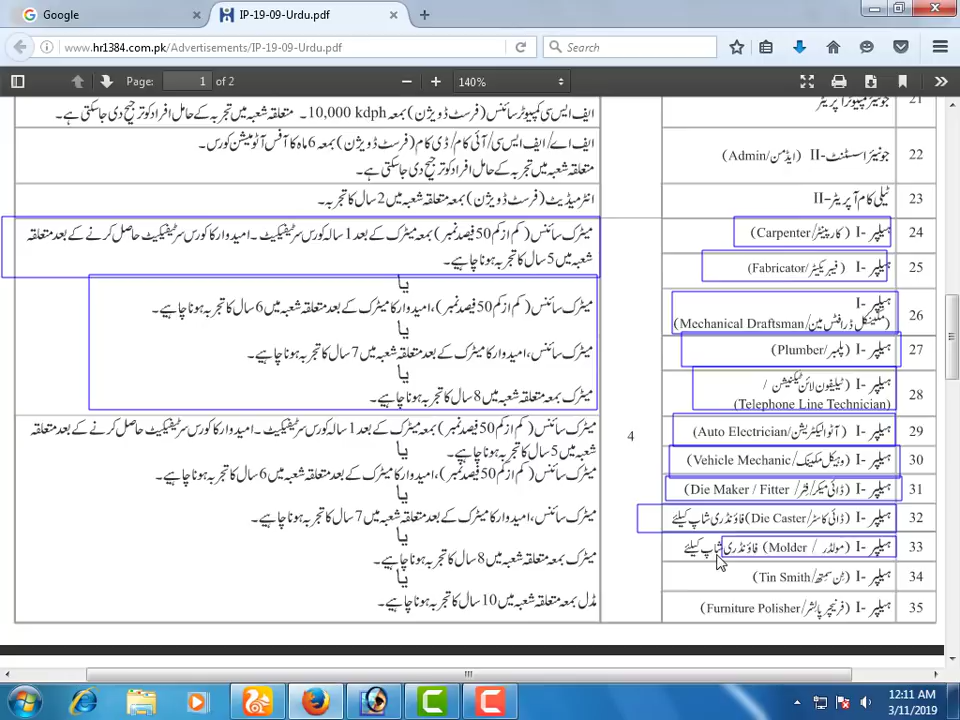 Google
IP-19-09-Urdu.pdf
www.hr1384.com.pk/Advertisements/IP-19-09-Urdu.pdf
Search
Page: 1 of 2
140%
21
جونیئر کمپیوٹر آپریٹر
ایف ایس سی کمپیوٹر سائنس (فرسٹ ڈویژن) بمعہ 10,000 kdph ۔ متعلقہ شعبہ میں تجربہ کے حامل افراد کو ترجیح دی جاسکتی ہے۔
22
جونیئر اسسٹنٹ-II (ایڈمن/Admin)
ایف اے/ایف ایس سی/آئی کام/ڈی کام (فرسٹ ڈویژن) بمعہ 6 ماہ کا آفس آٹومیشن کورس۔
متعلقہ شعبہ میں تجربہ کے حامل افراد کو ترجیح دی جاسکتی ہے۔
23
ٹیلی کام آپریٹر-II
انٹرمیڈیٹ (فرسٹ ڈویژن) بمعہ متعلقہ شعبہ میں 2 سال کا تجربہ۔
24
ہیلپر -I (کارپینٹر/Carpenter)
25
ہیلپر -I (فیبریکیٹر/Fabricator)
26
ہیلپر -I
(مکینیکل ڈرافٹس مین/Mechanical Draftsman)
27
ہیلپر -I (پلمبر/Plumber)
28
ہیلپر -I (ٹیلیفون لائن ٹیکنیشن /
Telephone Line Technician)
میٹرک سائنس (کم از کم 50 فیصد نمبر) بمعہ میٹرک کے بعد 1 سالہ کورس سرٹیفیکیٹ ۔ امیدوار کا کورس سرٹیفیکیٹ حاصل کرنے کے بعد متعلقہ
شعبہ میں 5 سال کا تجربہ ہونا چاہیے۔
یا
میٹرک سائنس (کم از کم 50 فیصد نمبر)، امیدوار کا میٹرک کے بعد متعلقہ شعبہ میں 6 سال کا تجربہ ہونا چاہیے۔
یا
میٹرک سائنس، امیدوار کا میٹرک کے بعد متعلقہ شعبہ میں 7 سال کا تجربہ ہونا چاہیے۔
یا
میٹرک بمعہ متعلقہ شعبہ میں 8 سال کا تجربہ ہونا چاہیے۔
4
29
ہیلپر -I (آٹو الیکٹریشن/Auto Electrician)
30
ہیلپر -I (وہیکل مکینک/Vehicle Mechanic)
31
ہیلپر -I (ڈائی میکر/فٹر/Die Maker / Fitter)
32
ہیلپر -I (ڈائی کاسٹر/Die Caster) فاؤنڈری شاپ کیلئے
33
ہیلپر -I (مولڈر / Molder) فاؤنڈری شاپ کیلئے
34
ہیلپر -I (ٹن سمتھ/Tin Smith)
35
ہیلپر -I (فرنیچر پالشر/Furniture Polisher)
میٹرک سائنس (کم از کم 50 فیصد نمبر) بمعہ میٹرک کے بعد 1 سالہ کورس سرٹیفیکیٹ ۔ امیدوار کا کورس سرٹیفیکیٹ حاصل کرنے کے بعد متعلقہ
شعبہ میں 5 سال کا تجربہ ہونا چاہیے۔
یا
میٹرک سائنس (کم از کم 50 فیصد نمبر)، امیدوار کا میٹرک کے بعد متعلقہ شعبہ میں 6 سال کا تجربہ ہونا چاہیے۔
یا
میٹرک سائنس، امیدوار کا میٹرک کے بعد متعلقہ شعبہ میں 7 سال کا تجربہ ہونا چاہیے۔
یا
میٹرک بمعہ متعلقہ شعبہ میں 8 سال کا تجربہ ہونا چاہیے۔
یا
مڈل بمعہ متعلقہ شعبہ میں 10 سال کا تجربہ ہونا چاہیے۔
12:11 AM
3/11/2019